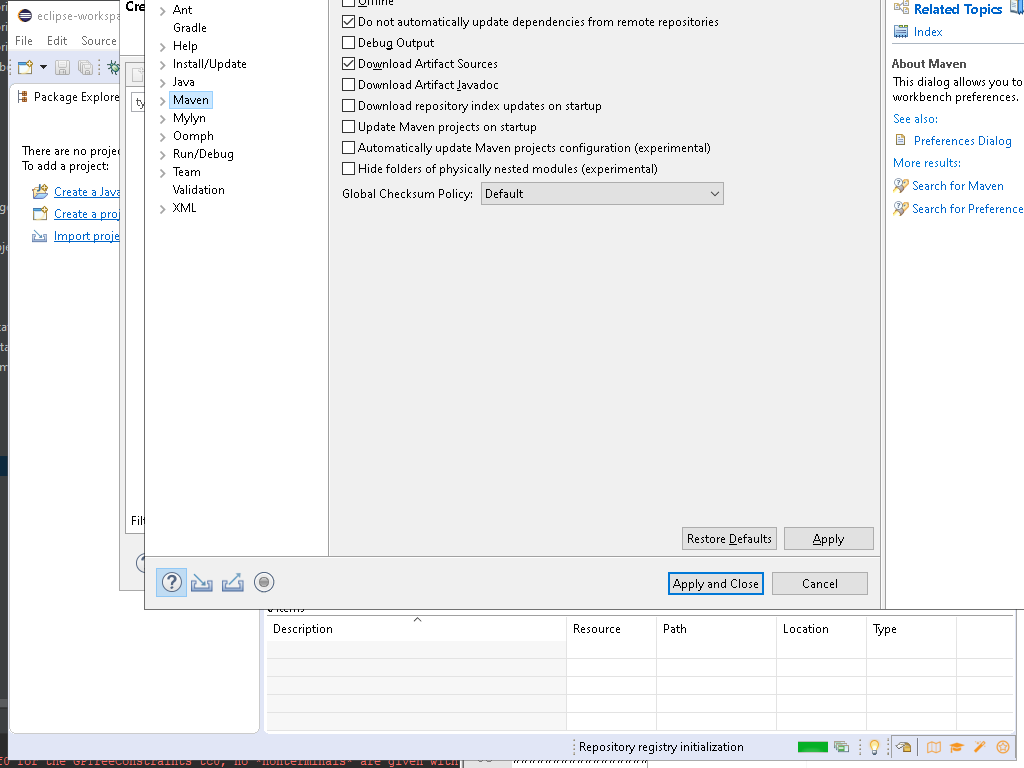 eclipse-workspa
Cre
File Edit Source
Package Explore
There are no projec
To add a project:
Create a Java
Create a proj
Import proje
ty
Filt
Ant
Gradle
Help
Install/Update
Java
Maven
Mylyn
Oomph
Run/Debug
Team
Validation
XML
Offline
Do not automatically update dependencies from remote repositories
Debug Output
Download Artifact Sources
Download Artifact Javadoc
Download repository index updates on startup
Update Maven projects on startup
Automatically update Maven projects configuration (experimental)
Hide folders of physically nested modules (experimental)
Global Checksum Policy: Default
Restore Defaults Apply
Apply and Close Cancel
Related Topics
Index
About Maven
This dialog allows you to
workbench preferences.
See also:
Preferences Dialog
More results:
Search for Maven
Search for Preference
items
Description Resource Path Location Type
Repository registry initialization
for the GPTreeConstraints tc0, no *nonterminals* are given with